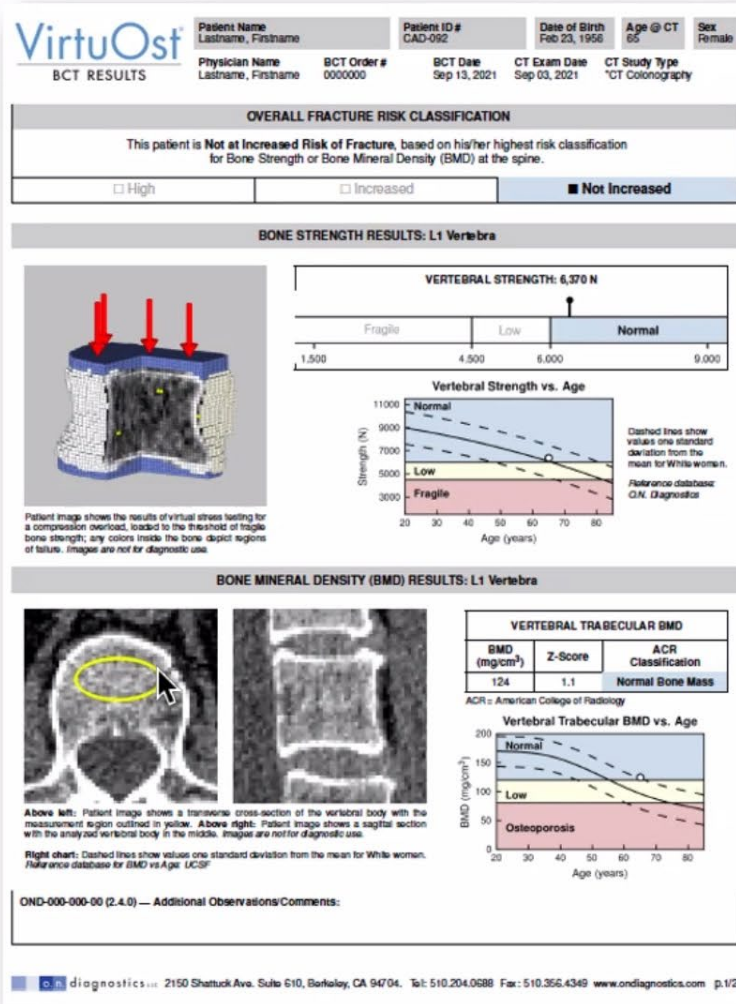 VirtuOst
BCT RESULTS
Patient Name
Lastname, Firstname
Patient ID#
CAD-092
Date of Birth
Feb 23, 1956
Age @ CT
65
Sex
Female
Physician Name
Lastname, Firstname
BCT Order #
0000000
BCT Date
Sep 13, 2021
CT Exam Date
Sep 03, 2021
CT Study Type
*CT Colonography
OVERALL FRACTURE RISK CLASSIFICATION
This patient is Not at Increased Risk of Fracture, based on his/her highest risk classification
for Bone Strength or Bone Mineral Density (BMD) at the spine.
☐ High
☐ Increased
■ Not Increased
BONE STRENGTH RESULTS: L1 Vertebra
VERTEBRAL STRENGTH: 6,370 N
Fragile
Low
Normal
1,500
4,500
6,000
9,000
Vertebral Strength vs. Age
Strength (N)
11000
9000
7000
5000
3000
Normal
Low
Fragile
20 30 40 50 60 70 80
Age (years)
Dashed lines show
values one standard
deviation from the
mean for White women.
Reference database:
O.N. Diagnostics
Patient image shows the results of virtual stress testing for
a compression overload, loaded to the threshold of fragile
bone strength; any colors inside the bone depict regions
of failure. Images are not for diagnostic use.
BONE MINERAL DENSITY (BMD) RESULTS: L1 Vertebra
VERTEBRAL TRABECULAR BMD
BMD
(mg/cm³)
Z-Score
ACR
Classification
124
1.1
Normal Bone Mass
ACR = American College of Radiology
Vertebral Trabecular BMD vs. Age
BMD (mg/cm³)
200
150
100
50
0
Normal
Low
Osteoporosis
20 30 40 50 60 70 80
Age (years)
Above left: Patient image shows a transverse cross-section of the vertebral body with the
measurement region outlined in yellow. Above right: Patient image shows a sagittal section
with the analyzed vertebral body in the middle. Images are not for diagnostic use.
Right chart: Dashed lines show values one standard deviation from the mean for White women.
Reference database for BMD vs Age: UCSF
OND-000-000-00 (2.4.0) — Additional Observations/Comments:
o.n. diagnostics LLC 2150 Shattuck Ave. Suite 610, Berkeley, CA 94704. Tel: 510.204.0688 Fax: 510.356.4349 www.ondiagnostics.com p.1/2